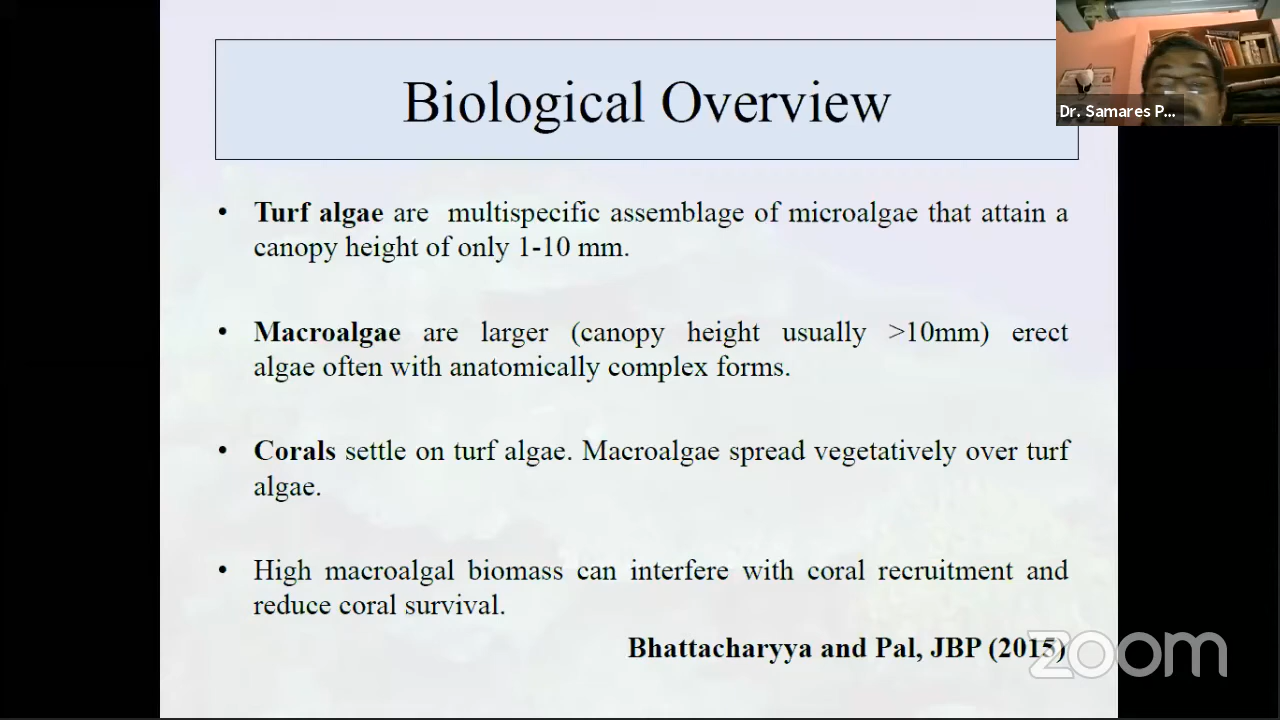 Biological Overview
Dr. Samares P...
• Turf algae are multispecific assemblage of microalgae that attain a
canopy height of only 1-10 mm.
• Macroalgae are larger (canopy height usually >10mm) erect
algae often with anatomically complex forms.
• Corals settle on turf algae. Macroalgae spread vegetatively over turf
algae.
• High macroalgal biomass can interfere with coral recruitment and
reduce coral survival.
Bhattacharyya and Pal, JBP (2015)
zoom